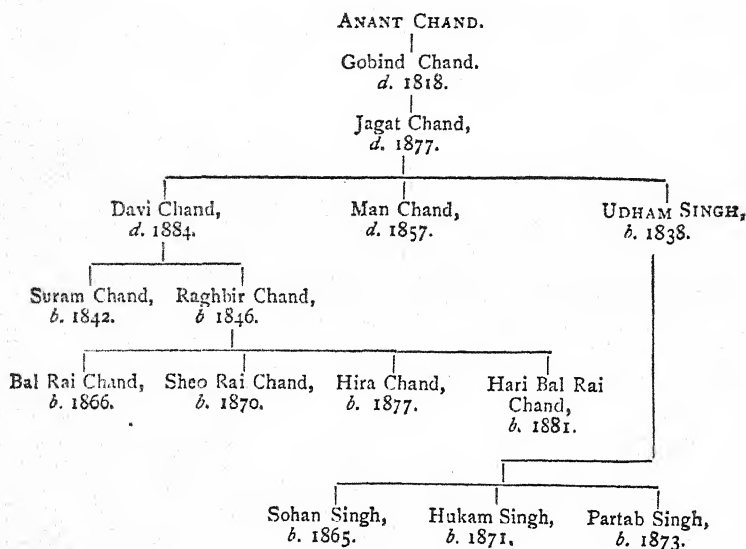 ANANT CHAND.
Gobind Chand.
d. 1818.
Jagat Chand,
d. 1877.
Davi Chand,
d. 1884.
Man Chand,
d. 1857.
UDHAM SINGH,
b. 1838.
Suram Chand,
b. 1842.
Raghbir Chand,
b 1846.
Bal Rai Chand,
b. 1866.
Sheo Rai Chand,
b. 1870.
Hira Chand,
b. 1877.
Hari Bal Rai
Chand,
b. 1881.
Sohan Singh,
b. 1865.
Hukam Singh,
b. 1871,
Partab Singh,
b. 1873.